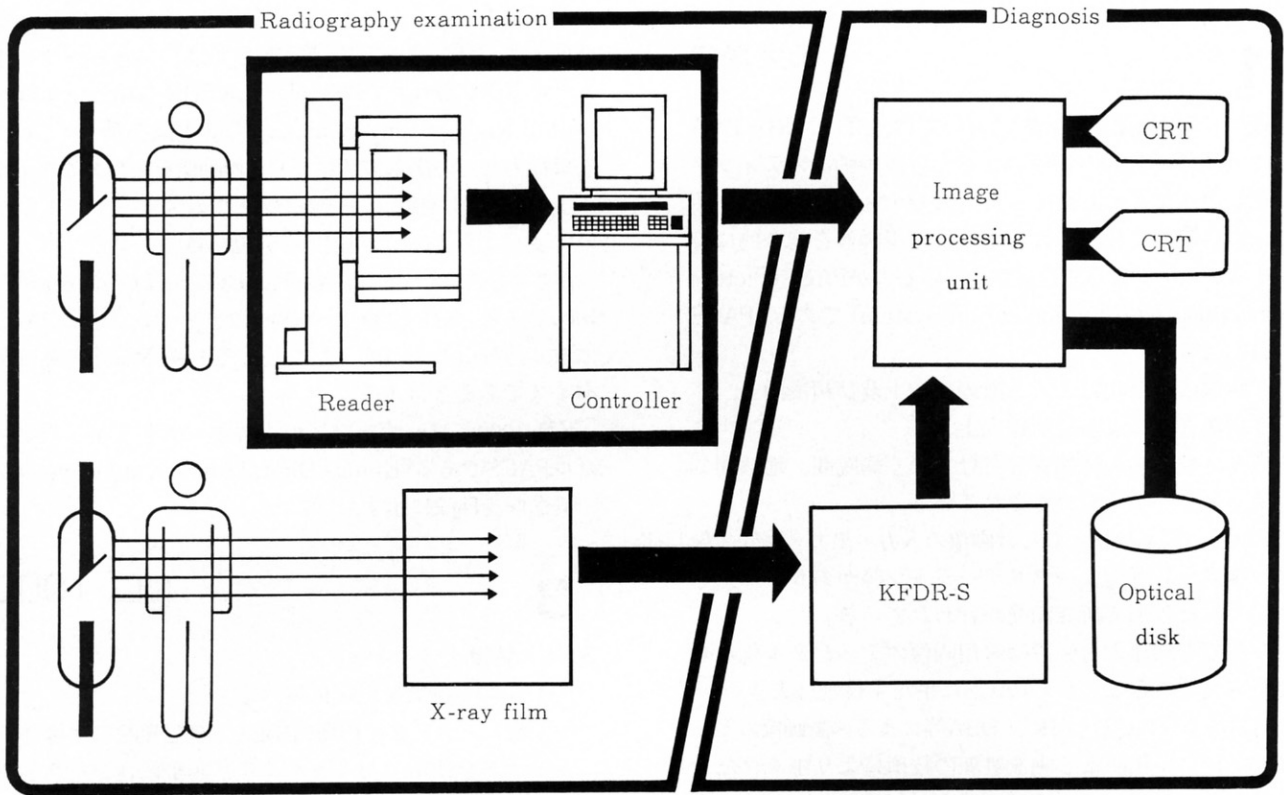 Radiography examination
Diagnosis
Reader
Controller
Image
processing
unit
CRT
CRT
X-ray film
KFDR-S
Optical
disk